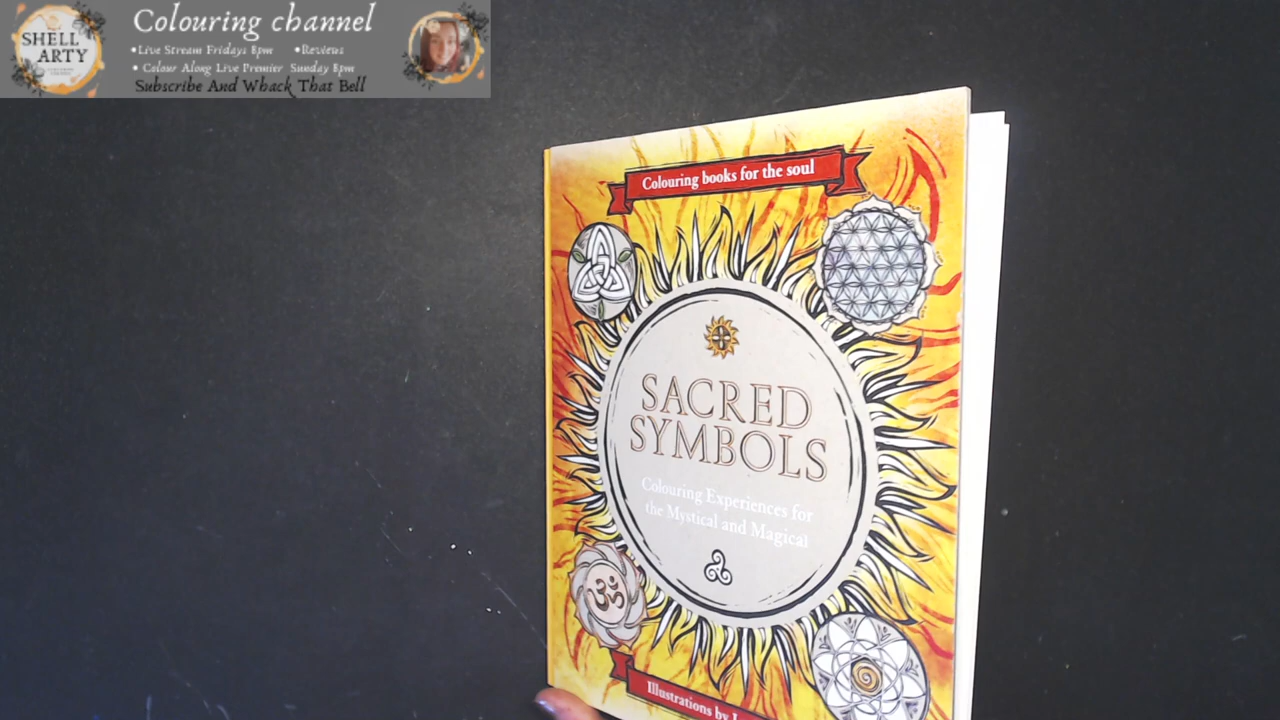 SHELL
ARTY
Colouring channel
•Live Stream Fridays 8pm •Reviews
• Colour Along Live Premier Sunday 8pm
Subscribe And Whack That Bell
Colouring books for the soul
SACRED
SYMBOLS
Colouring Experiences for
the Mystical and Magical
Illustrations by